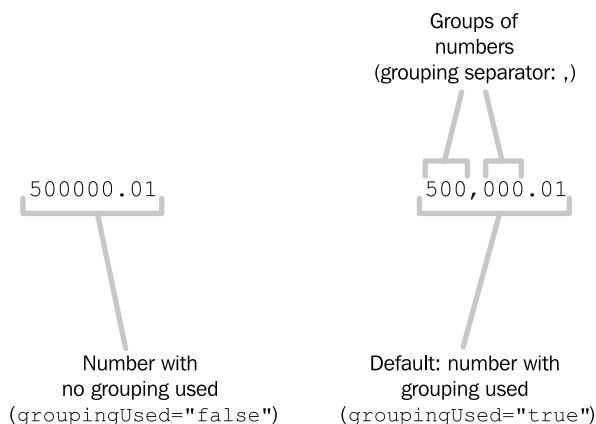 Groups of
numbers
(grouping separator: ,)
500000.01
500,000.01
Number with
no grouping used
(groupingUsed="false")
Default: number with
grouping used
(groupingUsed="true")